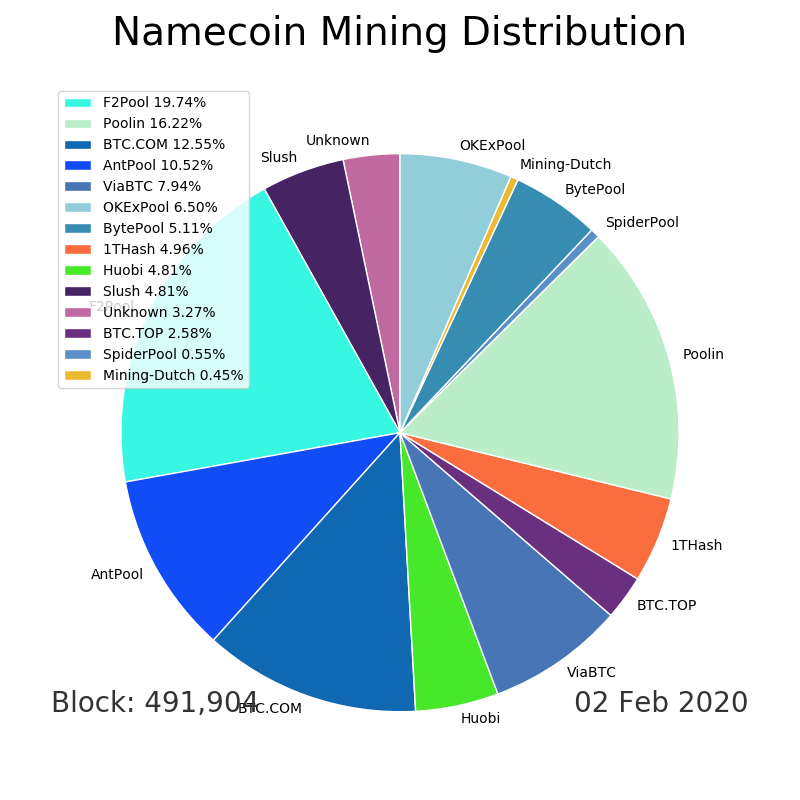 Namecoin Mining Distribution
F2Pool 19.74%
Poolin 16.22%
BTC.COM 12.55%
AntPool 10.52%
ViaBTC 7.94%
OKExPool 6.50%
BytePool 5.11%
1THash 4.96%
Huobi 4.81%
Slush 4.81%
Unknown 3.27%
BTC.TOP 2.58%
SpiderPool 0.55%
Mining-Dutch 0.45%
Unknown
Slush
OKExPool
Mining-Dutch
BytePool
SpiderPool
F2Pool
Poolin
1THash
AntPool
BTC.TOP
ViaBTC
Block: 491,904
02 Feb 2020
BTC.COM
Huobi